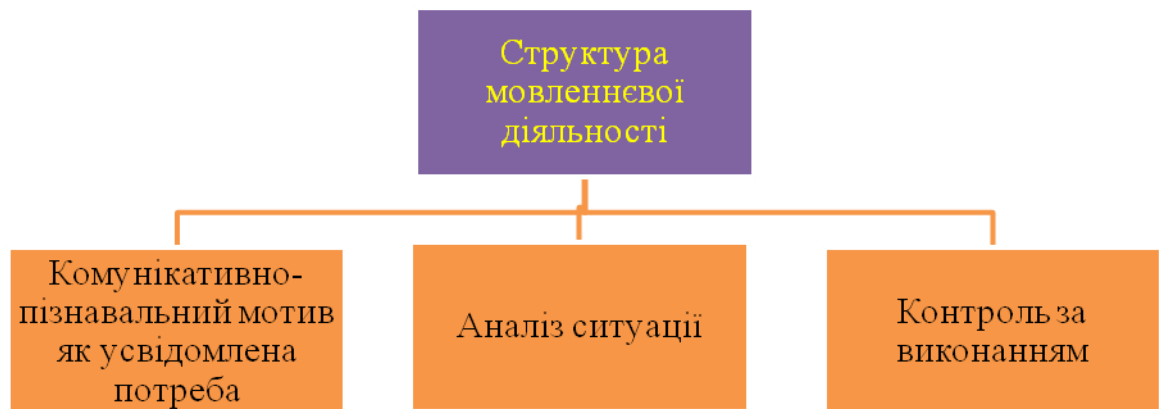 Структура
мовленнєвої
діяльності
Комунікативно-
пізнавальний мотив
як усвідомлена
потреба
Аналіз ситуації
Контроль за
виконанням